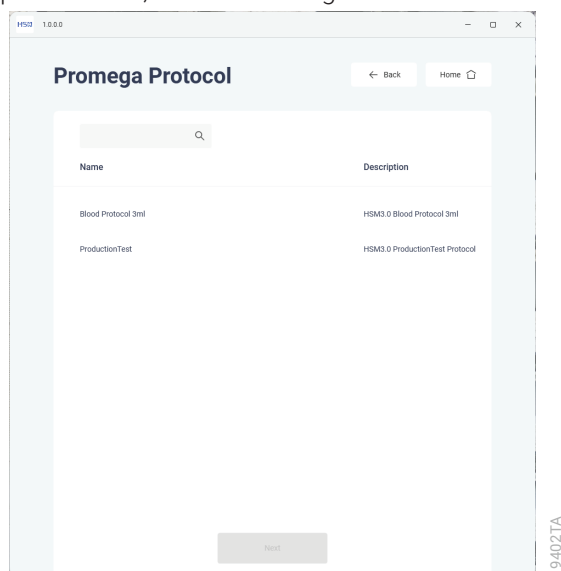 HSM 1.0.0.0
Promega Protocol
Back
Home
Name Description
Blood Protocol 3ml HSM3.0 Blood Protocol 3ml
ProductionTest HSM3.0 ProductionTest Protocol
Next
9402TA